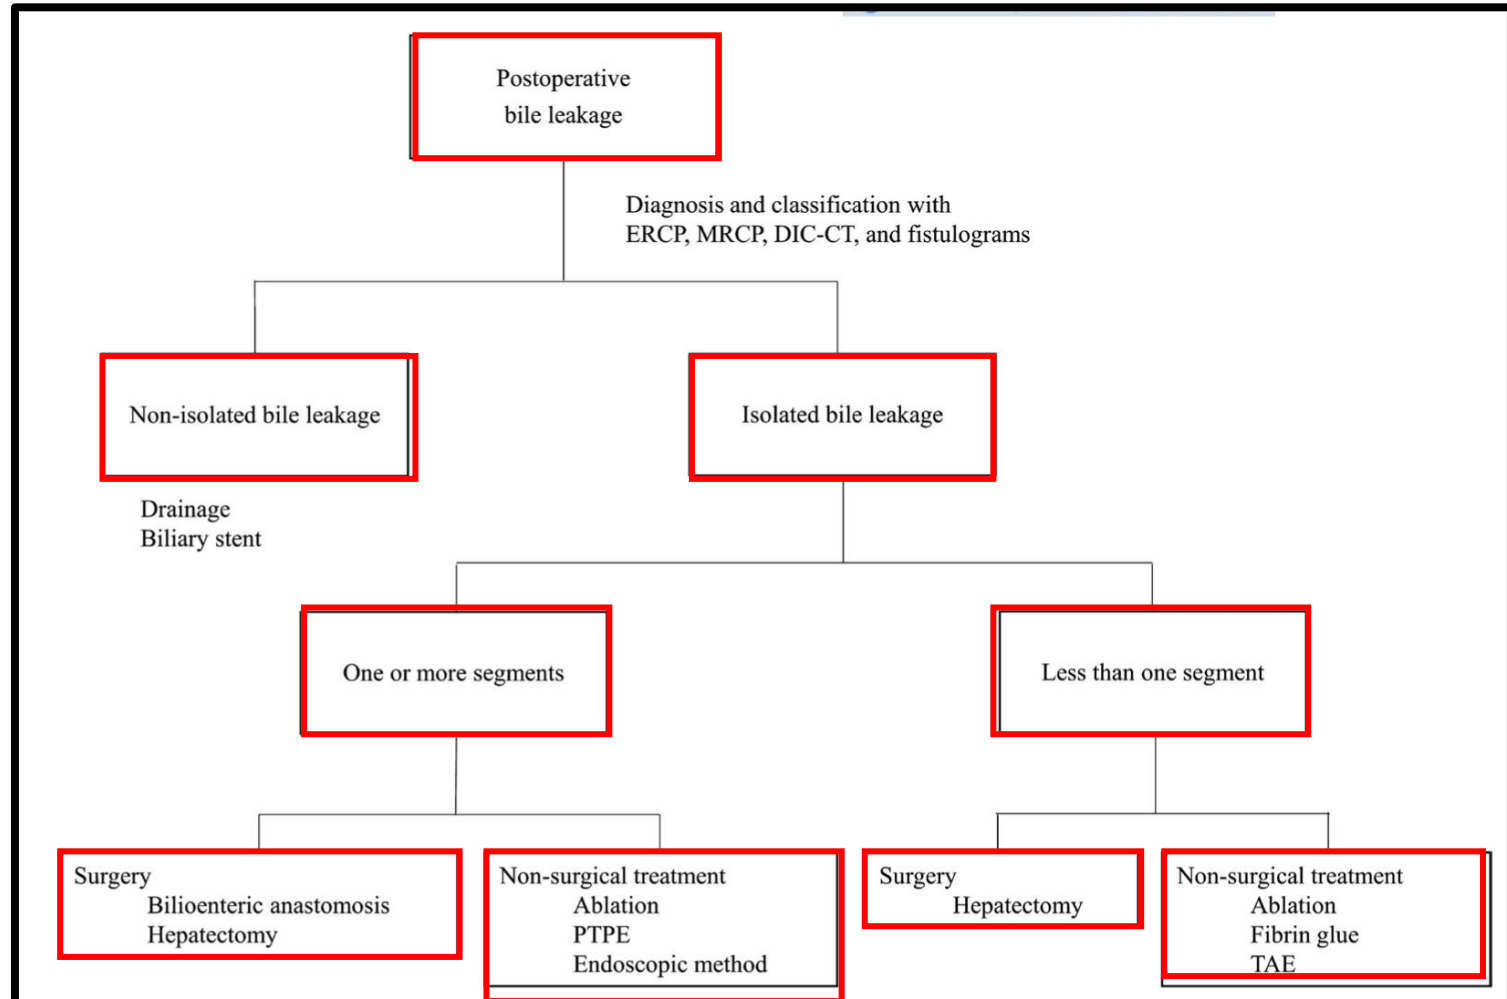 Postoperative
bile leakage
Diagnosis and classification with
ERCP, MRCP, DIC-CT, and fistulograms
Non-isolated bile leakage
Isolated bile leakage
Drainage
Biliary stent
One or more segments
Less than one segment
Surgery
Bilioenteric anastomosis
Hepatectomy
Non-surgical treatment
Ablation
PTPE
Endoscopic method
Surgery
Hepatectomy
Non-surgical treatment
Ablation
Fibrin glue
TAE